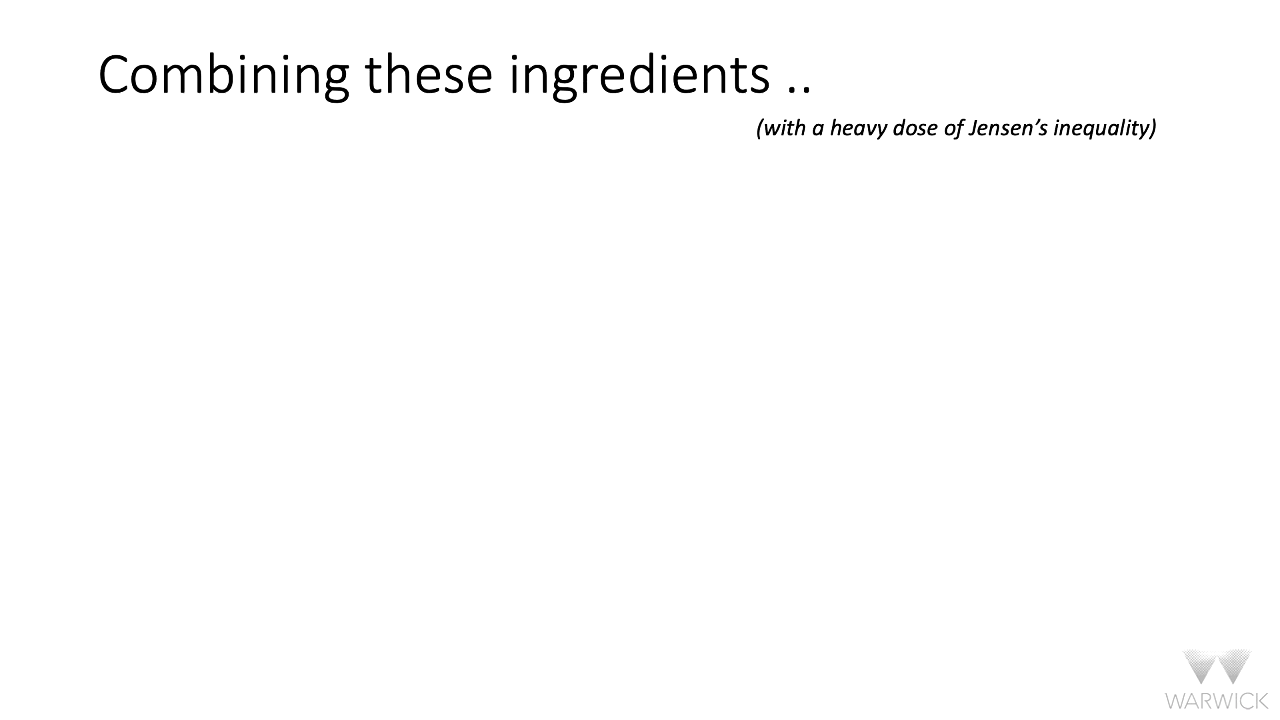 Combining these ingredients ..
(with a heavy dose of Jensen’s inequality)
WARWICK